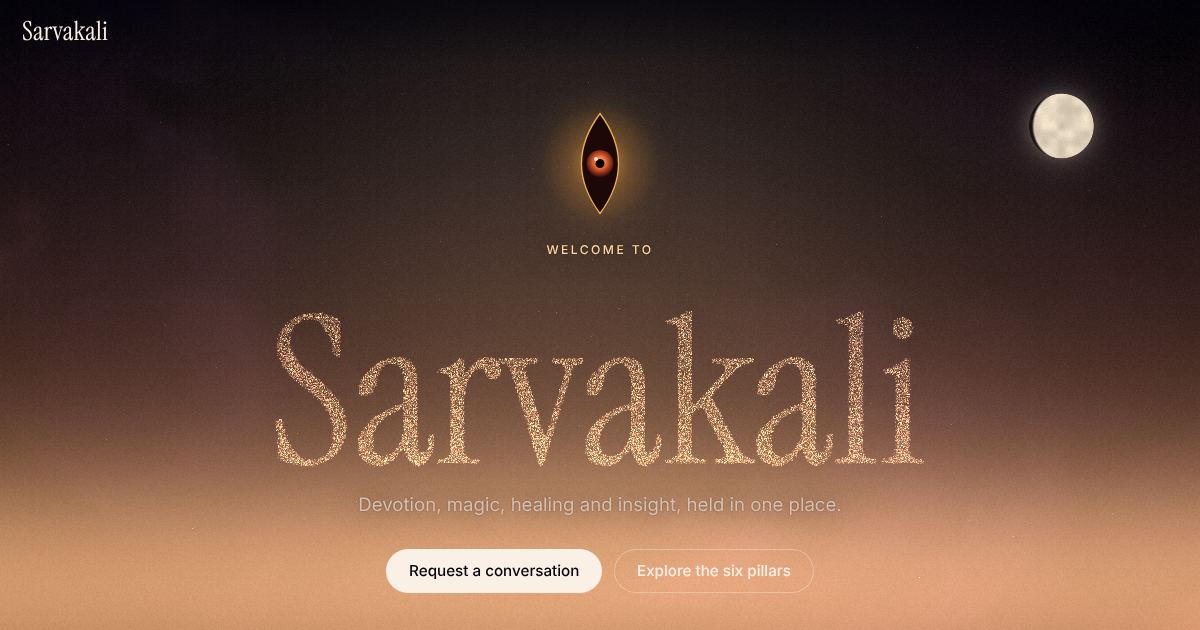 Sarvakali
WELCOME TO
Sarvakali
Devotion, magic, healing and insight, held in one place.
Request a conversation
Explore the six pillars